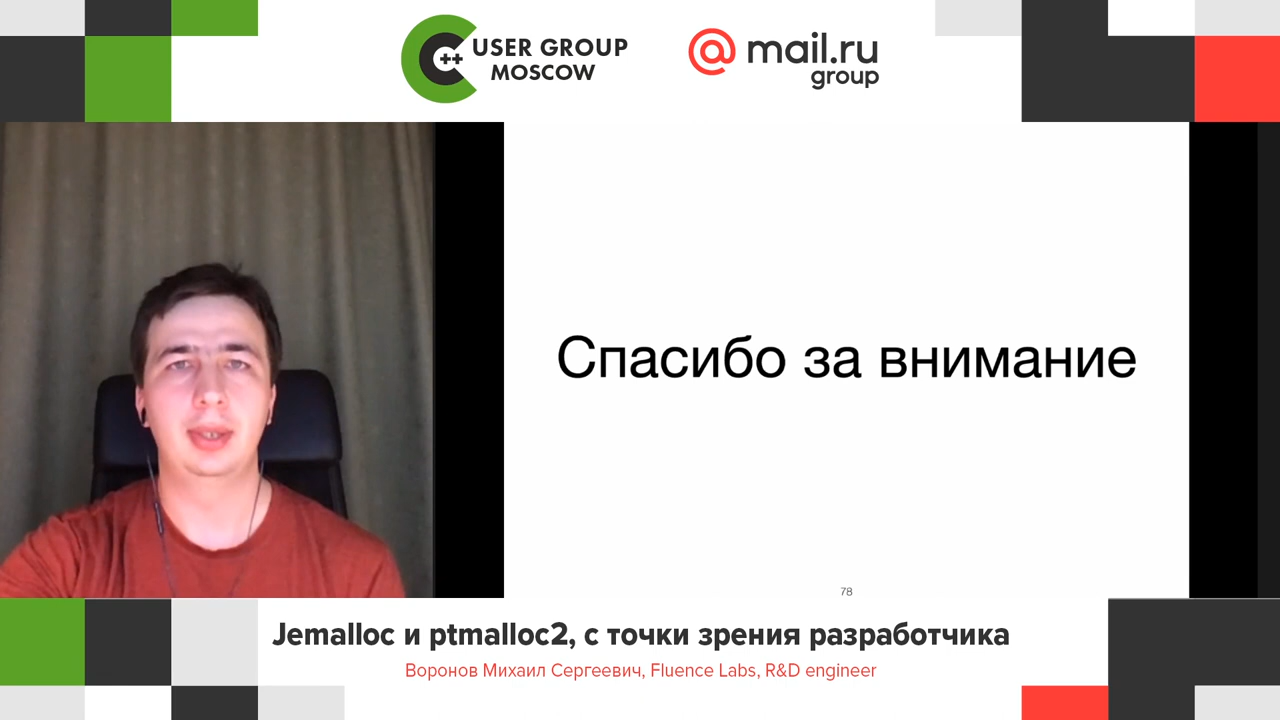 C++
USER GROUP
MOSCOW
@mail.ru
group
Спасибо за внимание
78
Jemalloc и ptmalloc2, с точки зрения разработчика
Воронов Михаил Сергеевич, Fluence Labs, R&D engineer